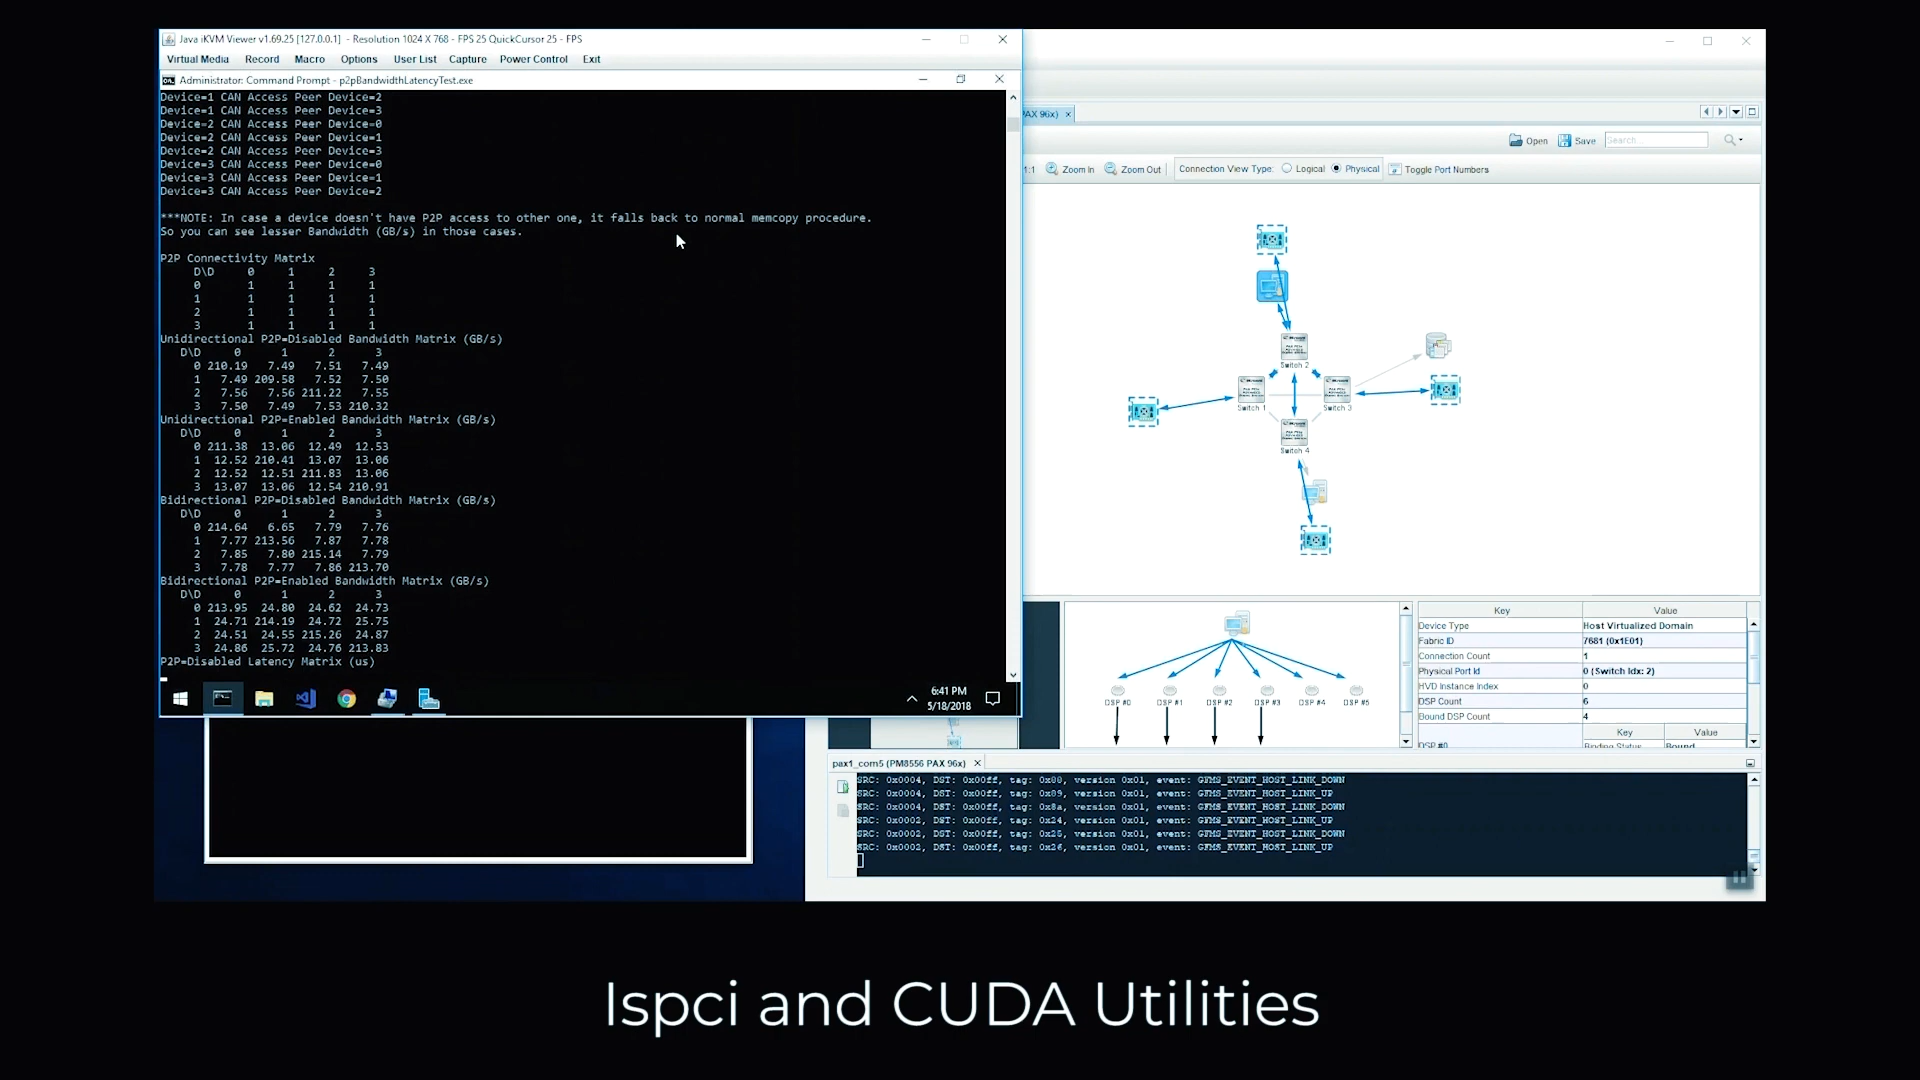 Java iKVM Viewer v1.69.25 [127.0.0.1] - Resolution 1024 X 768 - FPS 25 QuickCursor 25 - FPS
Virtual Media Record Macro Options User List Capture Power Control Exit
Administrator: Command Prompt - p2pBandwidthLatencyTest.exe
Device=1 CAN Access Peer Device=2
Device=1 CAN Access Peer Device=3
Device=2 CAN Access Peer Device=0
Device=2 CAN Access Peer Device=1
Device=2 CAN Access Peer Device=3
Device=3 CAN Access Peer Device=0
Device=3 CAN Access Peer Device=1
Device=3 CAN Access Peer Device=2
***NOTE: In case a device doesn't have P2P access to other one, it falls back to normal memcopy procedure.
So you can see lesser Bandwidth (GB/s) in those cases.
P2P Connectivity Matrix
D\D 0 1 2 3
0 1 1 1 1
1 1 1 1 1
2 1 1 1 1
3 1 1 1 1
Unidirectional P2P=Disabled Bandwidth Matrix (GB/s)
D\D 0 1 2 3
0 210.19 7.49 7.51 7.49
1 7.49 209.58 7.52 7.50
2 7.56 7.56 211.22 7.55
3 7.50 7.49 7.53 210.32
Unidirectional P2P=Enabled Bandwidth Matrix (GB/s)
D\D 0 1 2 3
0 211.38 13.06 12.49 12.53
1 12.52 210.41 13.07 13.06
2 12.52 12.51 211.83 13.06
3 13.07 13.06 12.54 210.91
Bidirectional P2P=Disabled Bandwidth Matrix (GB/s)
D\D 0 1 2 3
0 214.64 6.65 7.79 7.76
1 7.77 213.56 7.87 7.78
2 7.85 7.80 215.14 7.79
3 7.78 7.77 7.86 213.70
Bidirectional P2P=Enabled Bandwidth Matrix (GB/s)
D\D 0 1 2 3
0 213.95 24.80 24.62 24.73
1 24.71 214.19 24.72 25.75
2 24.51 24.55 215.26 24.87
3 24.86 25.72 24.76 213.83
P2P=Disabled Latency Matrix (us)
6:41 PM
5/18/2018
PAX 96x)
Open Save Search...
1:1 Zoom In Zoom Out Connection View Type: Logical Physical Toggle Port Numbers
Switch 2
Switch 1 Switch 3
Switch 4
DSP #0 DSP #1 DSP #2 DSP #3 DSP #4 DSP #5
Key Value
Device Type Host Virtualized Domain
Fabric ID 7681 (0x1E01)
Connection Count 1
Physical Port Id 0 (Switch Idx: 2)
HVD Instance Index 0
DSP Count 6
Bound DSP Count 4
Key Value
DSP #0 Binding Status Bound
pax1_com5 (PM8556 PAX 96x)
SRC: 0x0004, DST: 0x00ff, tag: 0x88, version 0x01, event: GFMS_EVENT_HOST_LINK_DOWN
SRC: 0x0004, DST: 0x00ff, tag: 0x89, version 0x01, event: GFMS_EVENT_HOST_LINK_UP
SRC: 0x0004, DST: 0x00ff, tag: 0x8a, version 0x01, event: GFMS_EVENT_HOST_LINK_DOWN
SRC: 0x0002, DST: 0x00ff, tag: 0x24, version 0x01, event: GFMS_EVENT_HOST_LINK_UP
SRC: 0x0002, DST: 0x00ff, tag: 0x25, version 0x01, event: GFMS_EVENT_HOST_LINK_DOWN
SRC: 0x0002, DST: 0x00ff, tag: 0x26, version 0x01, event: GFMS_EVENT_HOST_LINK_UP
lspci and CUDA Utilities